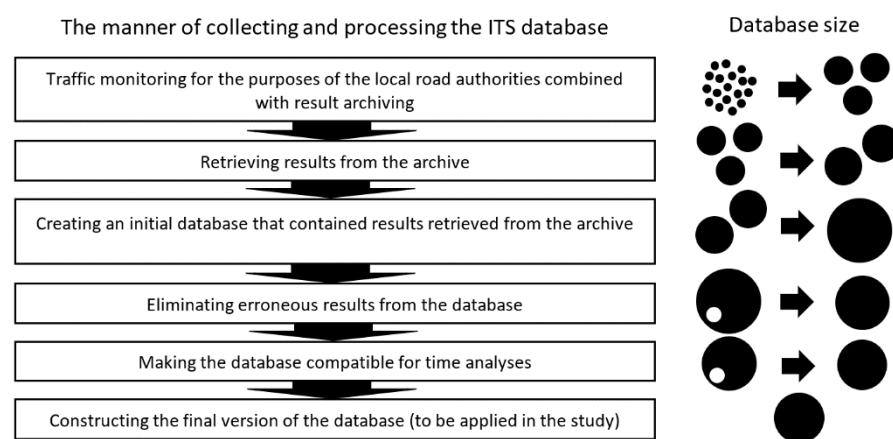 The manner of collecting and processing the ITS database
Database size
Traffic monitoring for the purposes of the local road authorities combined
with result archiving
Retrieving results from the archive
Creating an initial database that contained results retrieved from the archive
Eliminating erroneous results from the database
Making the database compatible for time analyses
Constructing the final version of the database (to be applied in the study)